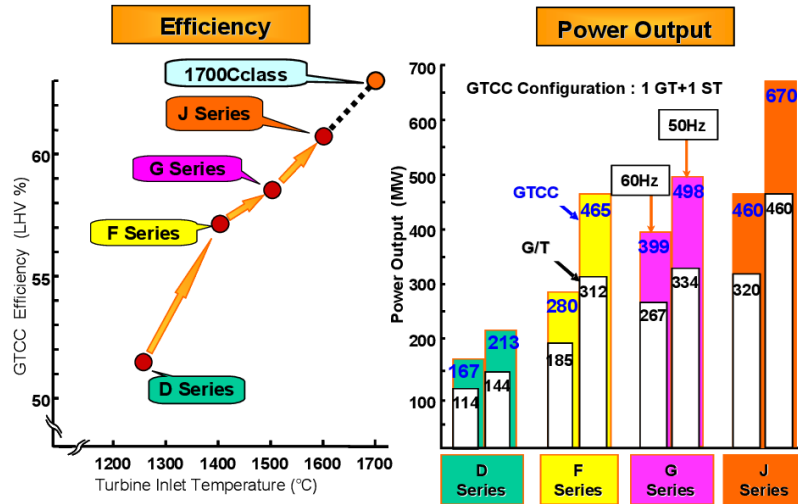 Efficiency
1700Cclass
J Series
G Series
F Series
D Series
GTCC Efficiency (LHV %)
60
55
50
1200 1300 1400 1500 1600 1700
Turbine Inlet Temperature (°C)
Power Output
GTCC Configuration : 1 GT+1 ST
Power Output (MW)
700
600
500
400
300
200
100
50Hz
60Hz
GTCC
G/T
167
114
213
144
280
185
465
312
399
267
498
334
460
320
670
460
D
Series
F
Series
G
Series
J
Series